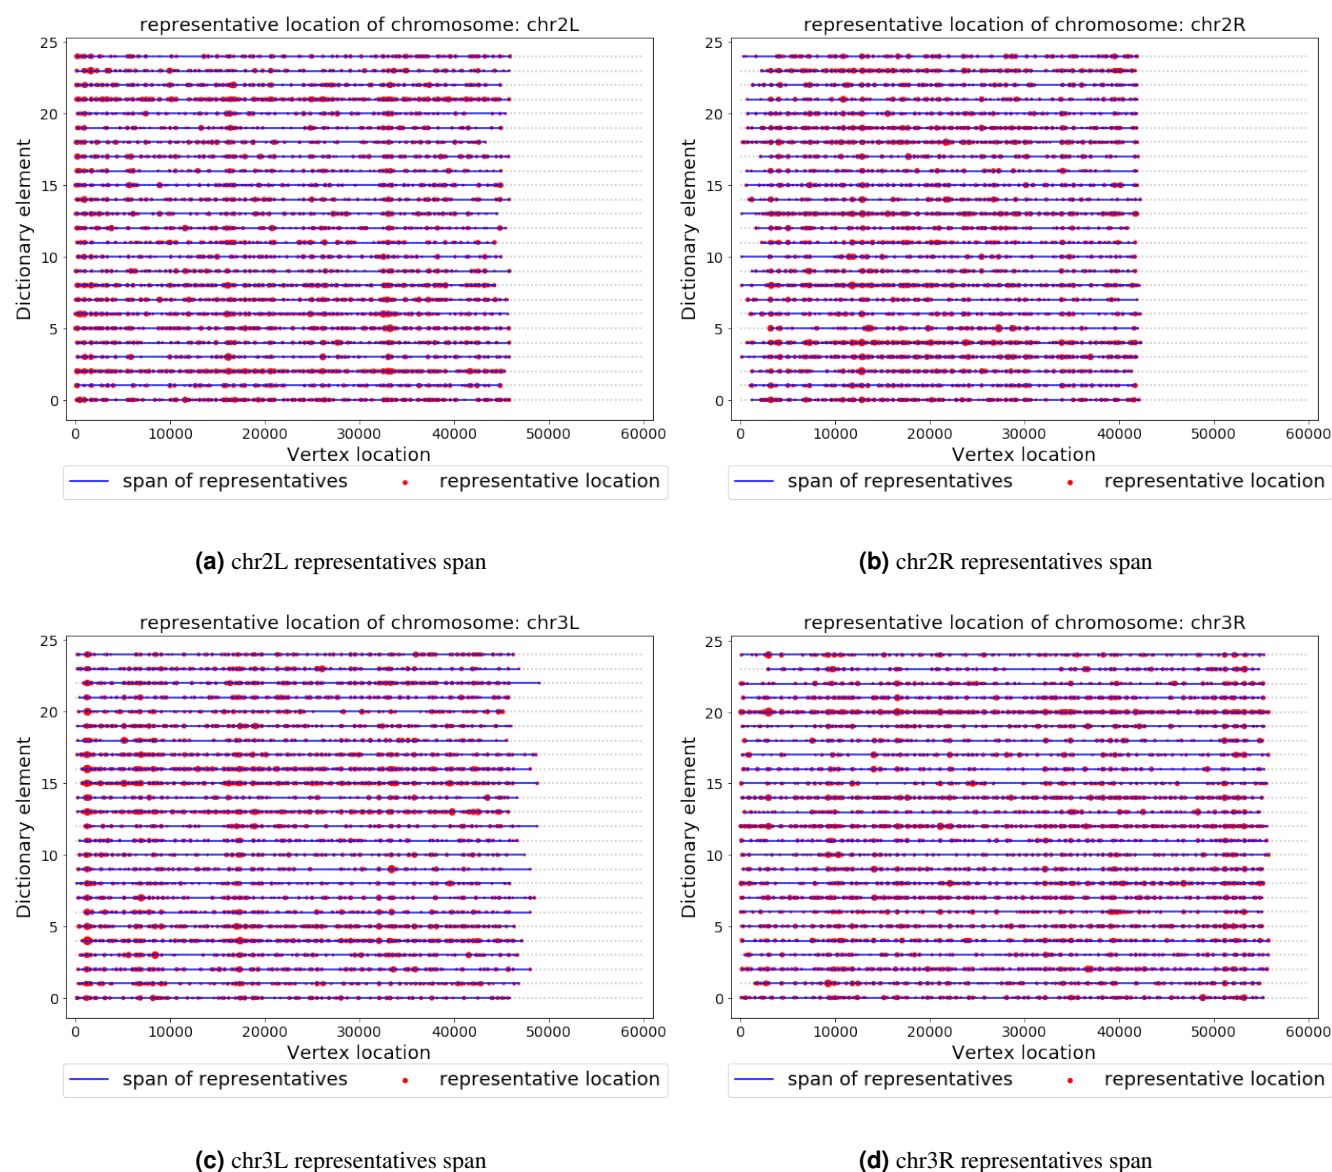 representative location of chromosome: chr2L
25
20
15
10
5
0
Dictionary element
0 10000 20000 30000 40000 50000 60000
Vertex location
span of representatives representative location
(a) chr2L representatives span
representative location of chromosome: chr2R
25
20
15
10
5
0
Dictionary element
0 10000 20000 30000 40000 50000 60000
Vertex location
span of representatives representative location
(b) chr2R representatives span
representative location of chromosome: chr3L
25
20
15
10
5
0
Dictionary element
0 10000 20000 30000 40000 50000 60000
Vertex location
span of representatives representative location
(c) chr3L representatives span
representative location of chromosome: chr3R
25
20
15
10
5
0
Dictionary element
0 10000 20000 30000 40000 50000 60000
Vertex location
span of representatives representative location
(d) chr3R representatives span